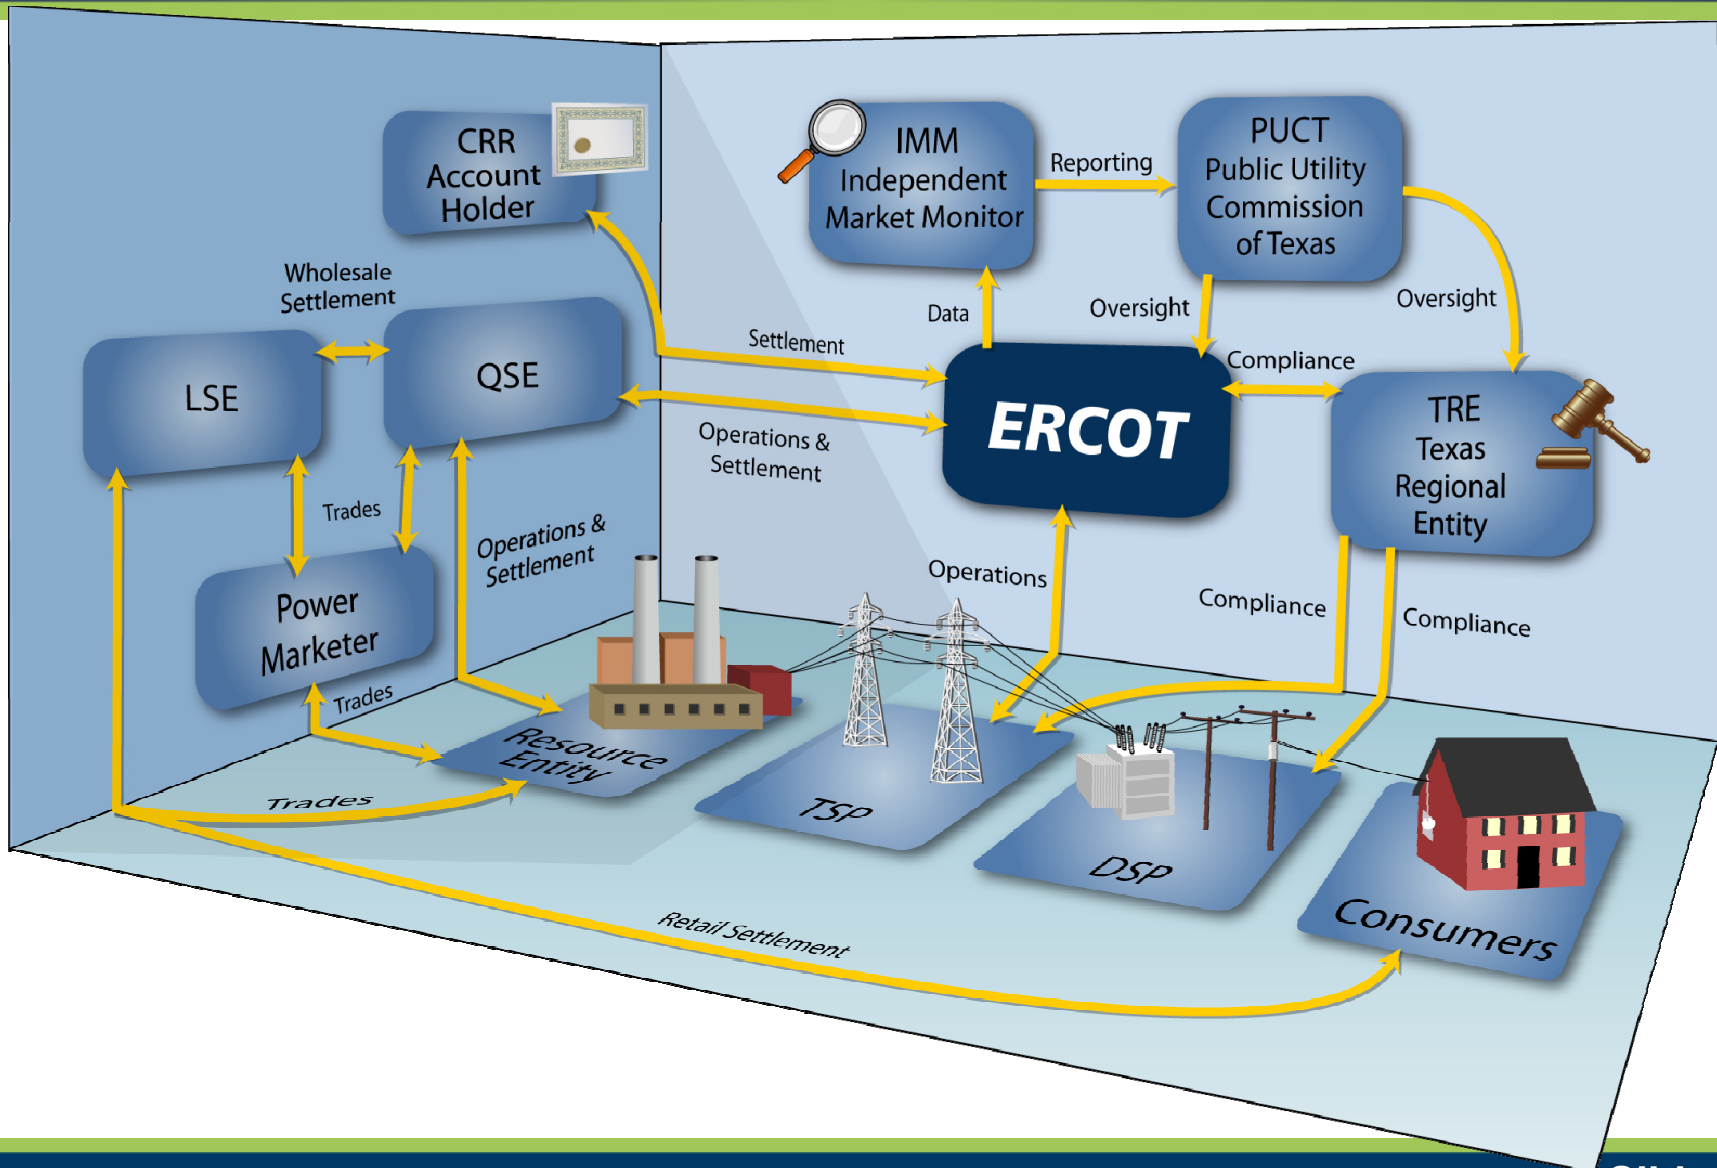 CRR
Account
Holder
IMM
Independent
Market Monitor
Reporting
PUCT
Public Utility
Commission
of Texas
Wholesale
Settlement
Data
Oversight
Oversight
LSE
QSE
Settlement
Compliance
ERCOT
TRE
Texas
Regional
Entity
Operations &
Settlement
Trades
Operations &
Settlement
Operations
Compliance
Compliance
Power
Marketer
Trades
Resource
Entity
Trades
TSP
DSP
Consumers
Retail Settlement